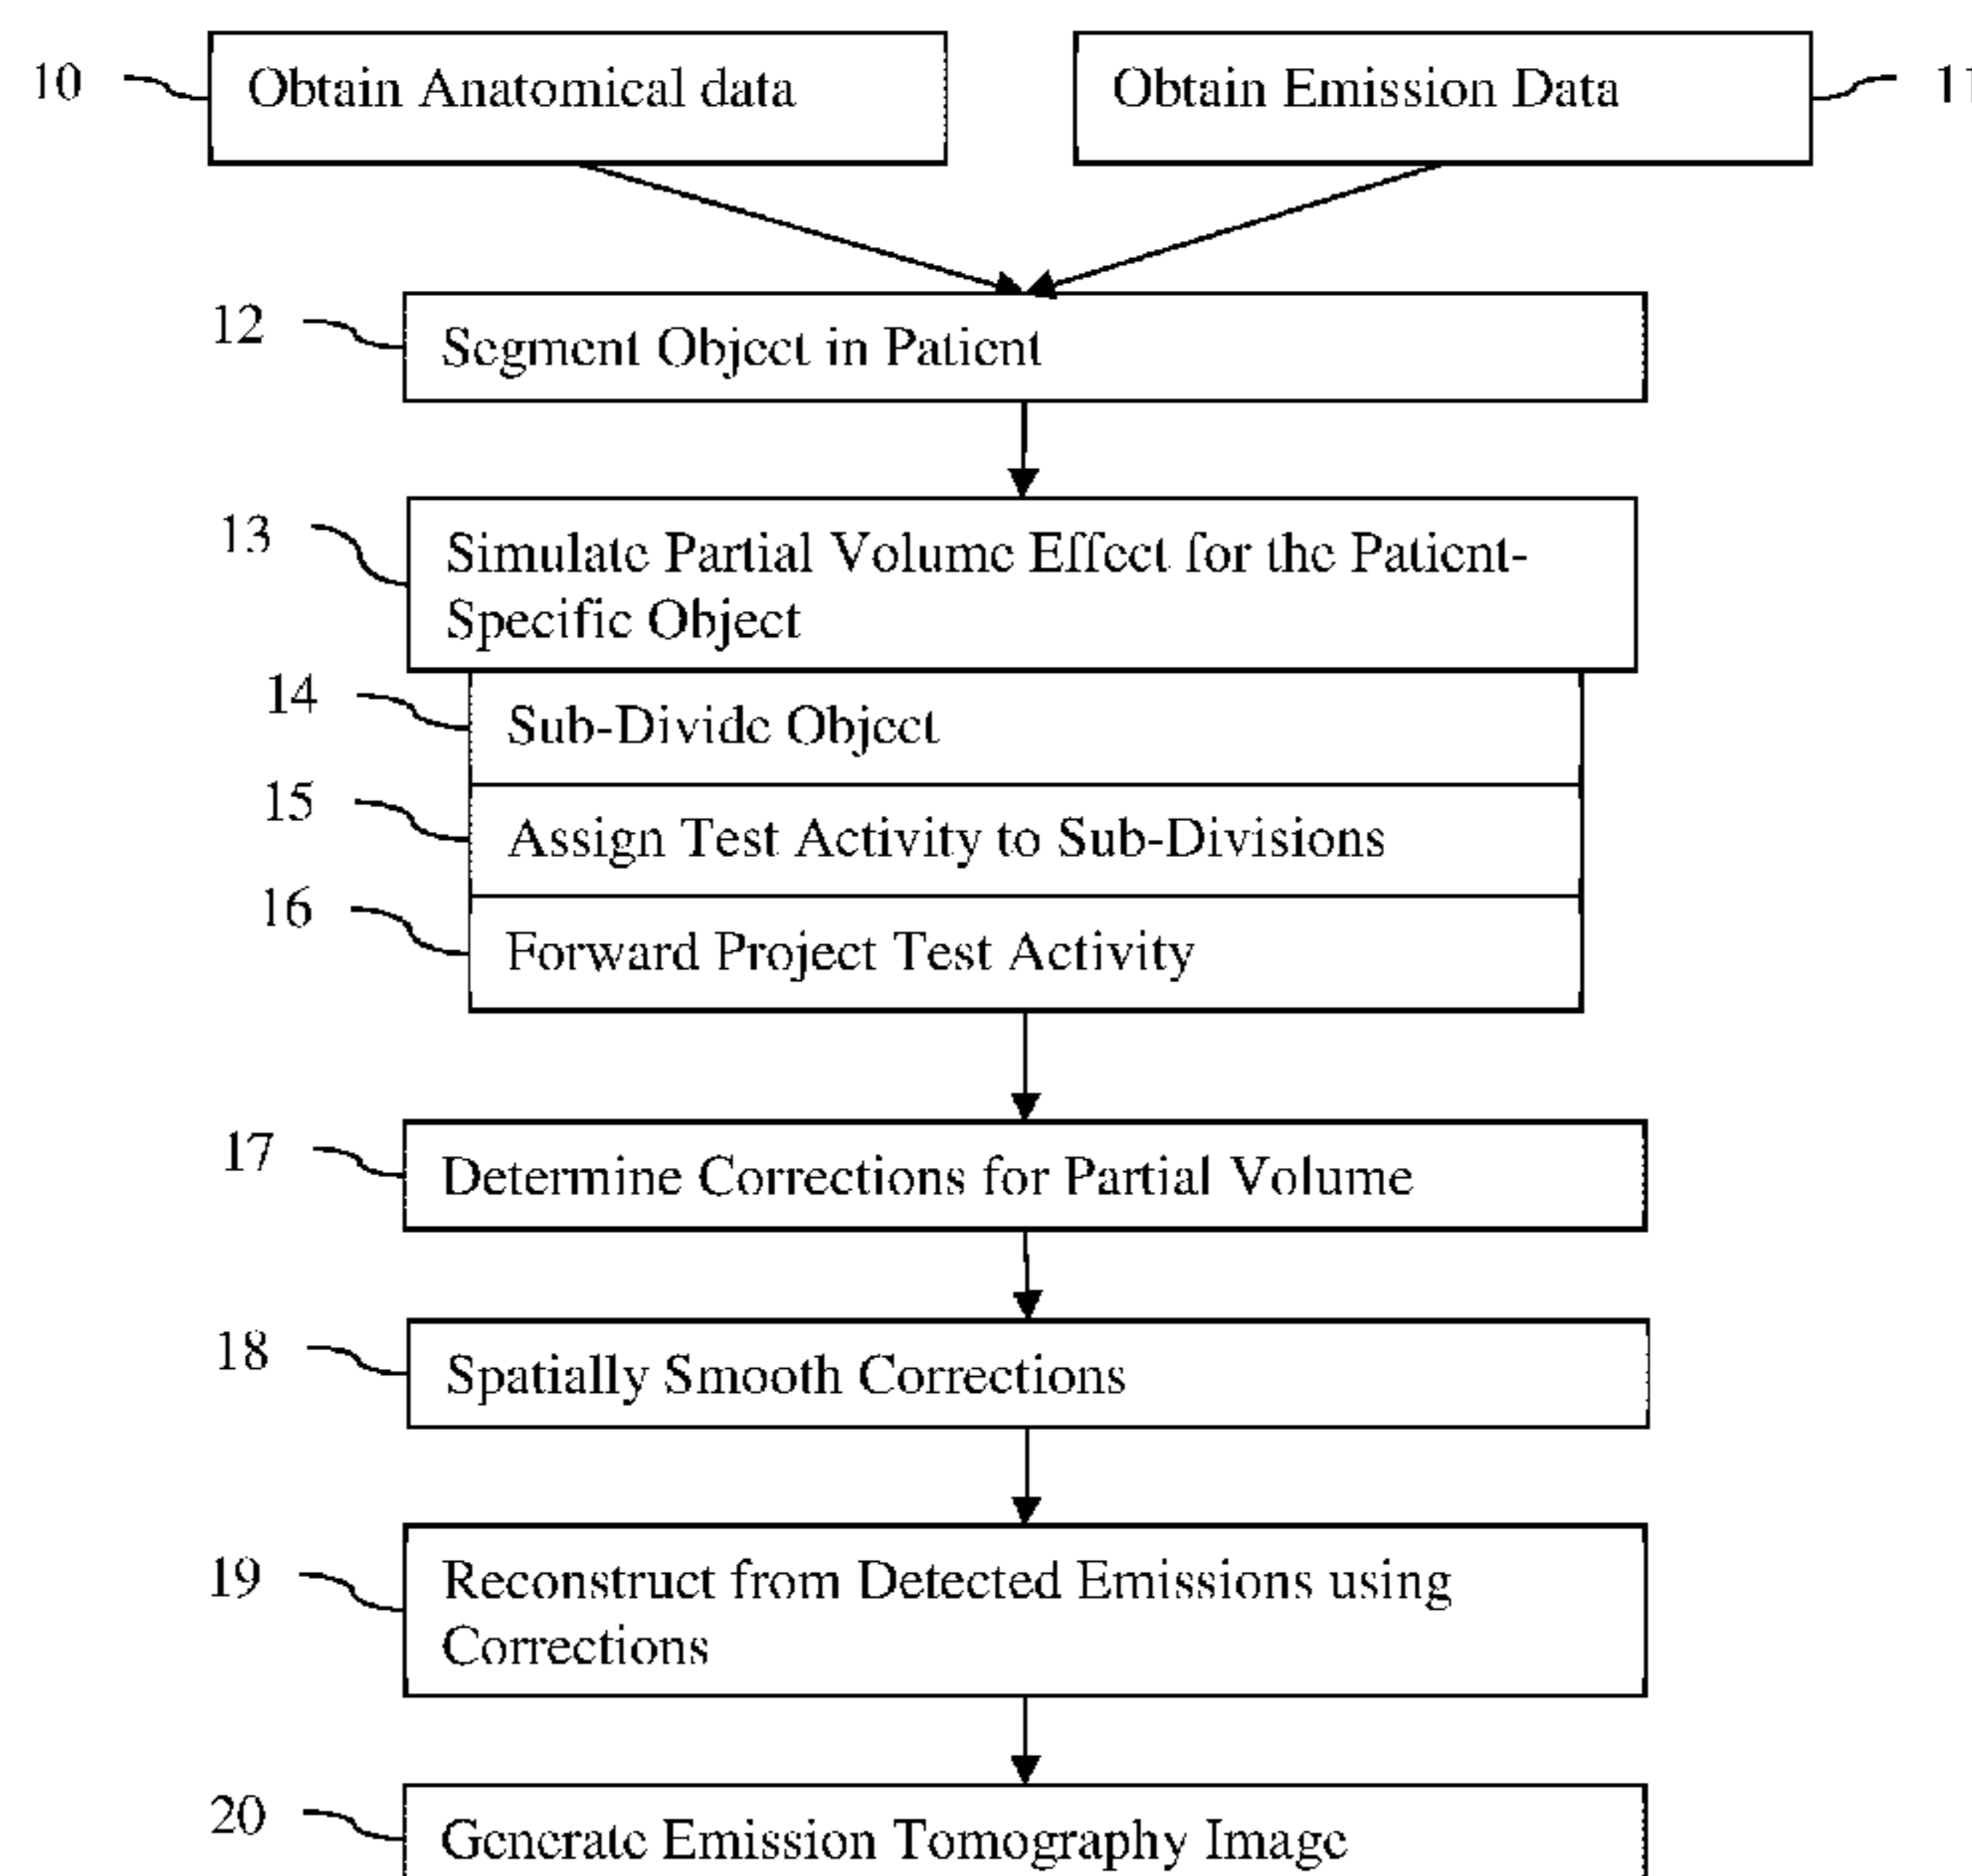 10 Obtain Anatomical data
Obtain Emission Data 11
12 Segment Object in Patient
13 Simulate Partial Volume Effect for the Patient-
Specific Object
14 Sub-Divide Object
15 Assign Test Activity to Sub-Divisions
16 Forward Project Test Activity
17 Determine Corrections for Partial Volume
18 Spatially Smooth Corrections
19 Reconstruct from Detected Emissions using
Corrections
20 Generate Emission Tomography Image